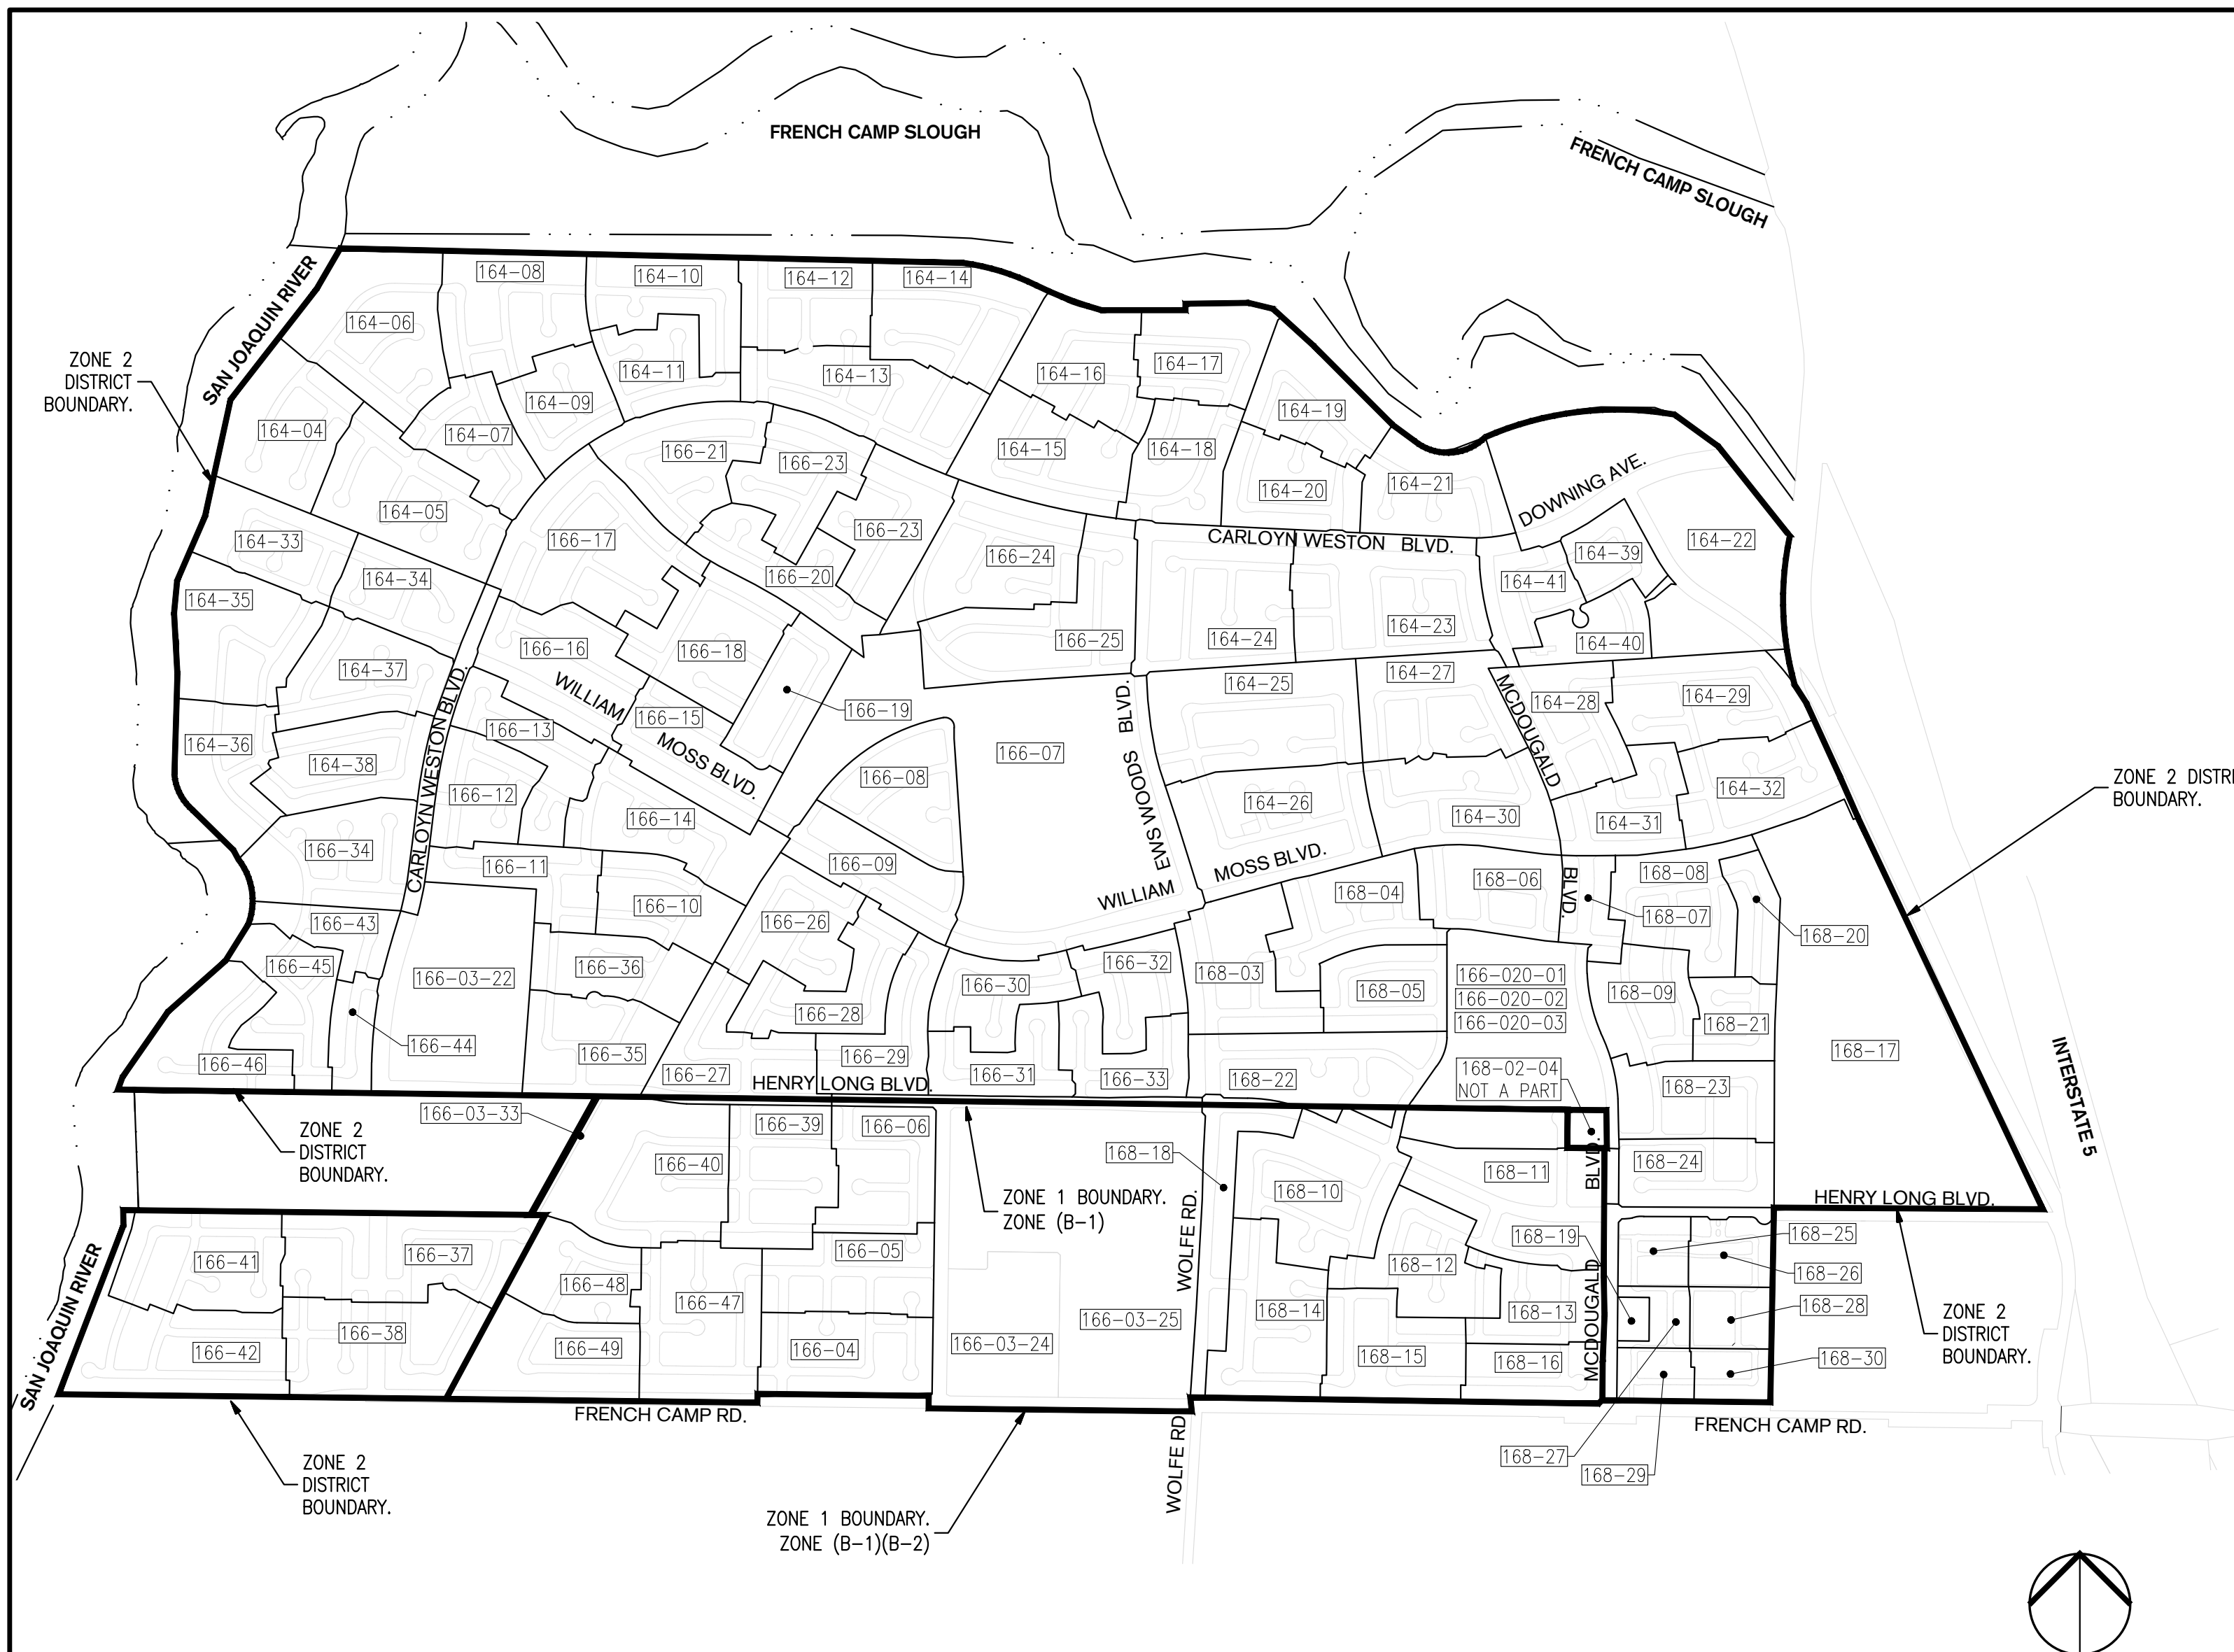 FRENCH CAMP SLOUGH
FRENCH CAMP SLOUGH
SAN JOAQUIN RIVER
164-08
164-10
164-12
164-14
164-06
ZONE 2
DISTRICT
BOUNDARY.
164-11
164-13
164-16
164-17
164-09
164-19
164-04
164-07
166-21
166-23
164-15
164-18
164-05
164-20
164-21
DOWNING AVE.
164-33
166-17
166-23
166-24
CARLOYN WESTON BLVD.
164-39
164-22
164-34
166-20
164-41
164-35
166-16
166-18
166-25
164-24
164-23
164-40
164-37
WILLIAM
166-15
166-19
164-25
164-27
MCDOUGALD
164-28
164-29
164-36
164-38
CARLOYN WESTON BLVD.
166-13
MOSS BLVD.
166-07
EWS WOODS BLVD.
166-12
166-08
164-26
164-30
164-31
164-32
ZONE 2 DISTRI
BOUNDARY.
166-14
166-34
166-11
166-09
MOSS BLVD.
WILLIAM
168-04
168-06
BLVD.
168-08
166-10
168-07
166-43
166-26
168-20
166-45
166-03-22
166-36
166-30
166-32
168-03
166-020-01
166-020-02
166-020-03
168-05
168-09
166-28
168-21
166-44
166-46
166-35
166-27
166-29
166-31
166-33
168-22
168-17
INTERSTATE 5
HENRY LONG BLVD.
168-02-04
NOT A PART
168-23
166-03-33
166-39
166-06
ZONE 2
DISTRICT
BOUNDARY.
166-40
168-18
168-11
BLVD.
168-24
168-10
ZONE 1 BOUNDARY.
ZONE (B-1)
WOLFE RD.
HENRY LONG BLVD.
168-19
168-25
SAN JOAQUIN RIVER
166-41
166-37
166-05
168-12
168-26
166-48
166-47
168-14
168-13
MCDOUGALD
168-28
166-03-25
ZONE 2
DISTRICT
BOUNDARY.
166-42
166-38
166-49
166-04
166-03-24
168-15
168-16
168-30
FRENCH CAMP RD.
FRENCH CAMP RD.
WOLFE RD
168-27
168-29
ZONE 2
DISTRICT
BOUNDARY.
ZONE 1 BOUNDARY.
ZONE (B-1)(B-2)